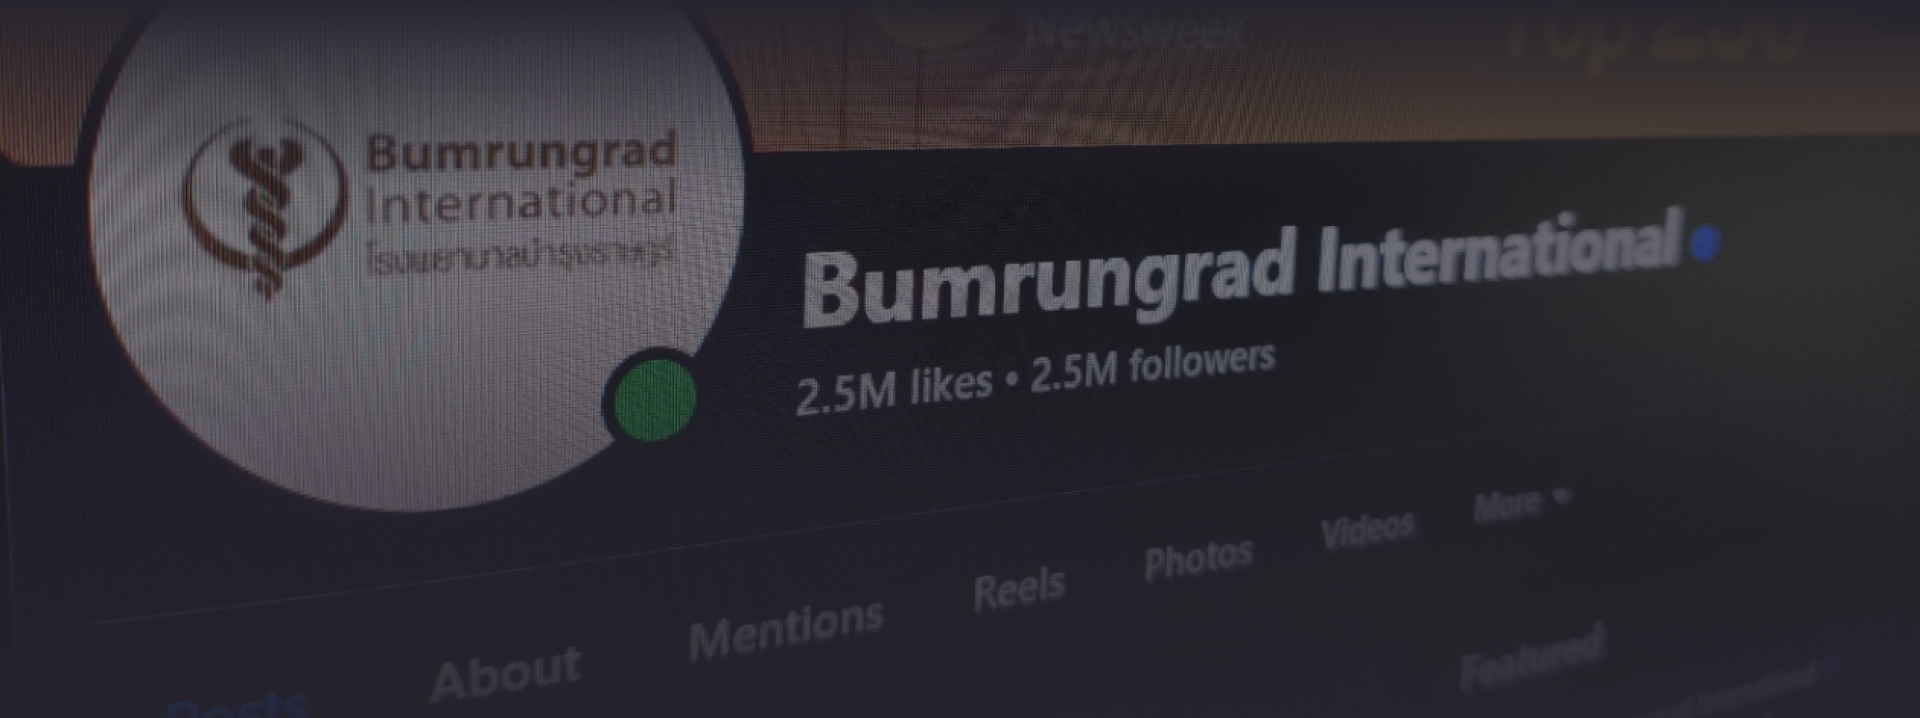 Newsweek
Top 250
Bumrungrad
International
โรงพยาบาลบำรุงราษฎร์
Bumrungrad International
2.5M likes • 2.5M followers
Posts
About
Mentions
Reels
Photos
Videos
More
Featured
International